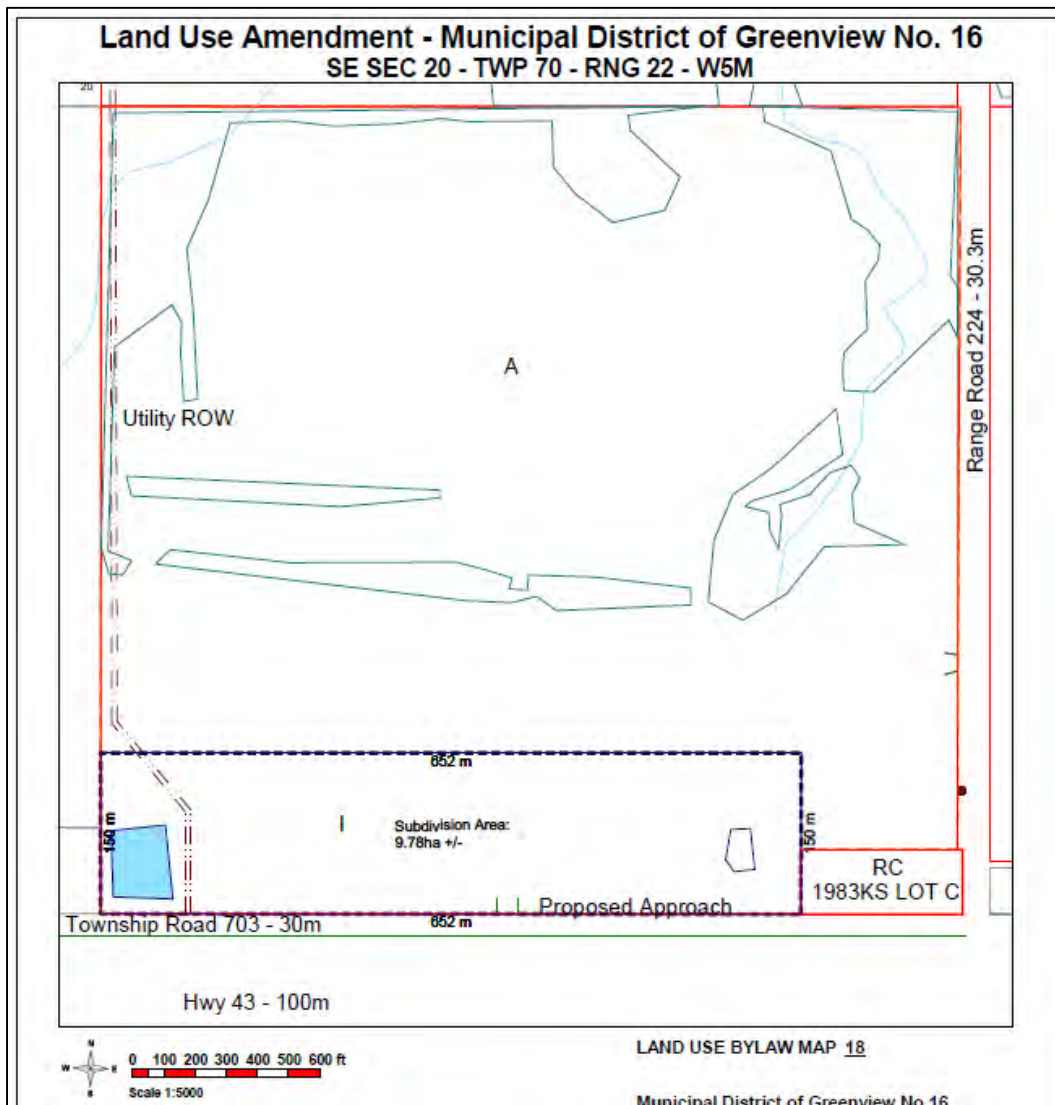 Land Use Amendment - Municipal District of Greenview No. 16
SE SEC 20 - TWP 70 - RNG 22 - W5M
20
A
Utility ROW
Range Road 224 - 30.3m
652 m
150 m
I
Subdivision Area:
9.78ha +/-
150 m
RC
1983KS LOT C
Proposed Approach
Township Road 703 - 30m
652 m
Hwy 43 - 100m
N
W E
S
0 100 200 300 400 500 600 ft
Scale 1:5000
LAND USE BYLAW MAP 18
Municipal District of Greenview No 16